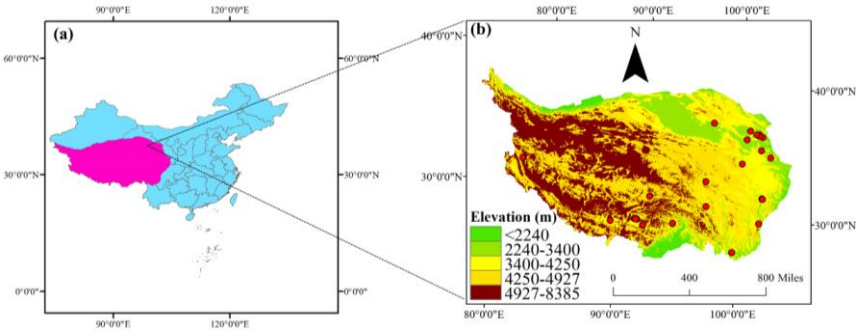 90°0'0"E 120°0'0"E
(a)
60°0'0"N 60°0'0"N
30°0'0"N 30°0'0"N
0°0'0" 0°0'0"
90°0'0"E 120°0'0"E
80°0'0"E 90°0'0"E 100°0'0"E
(b)
N
40°0'0"N
40°0'0"N
30°0'0"N
30°0'0"N
Elevation (m)
<2240
2240-3400
3400-4250
4250-4927
4927-8385
0 400 800 Miles
80°0'0"E 90°0'0"E 100°0'0"E